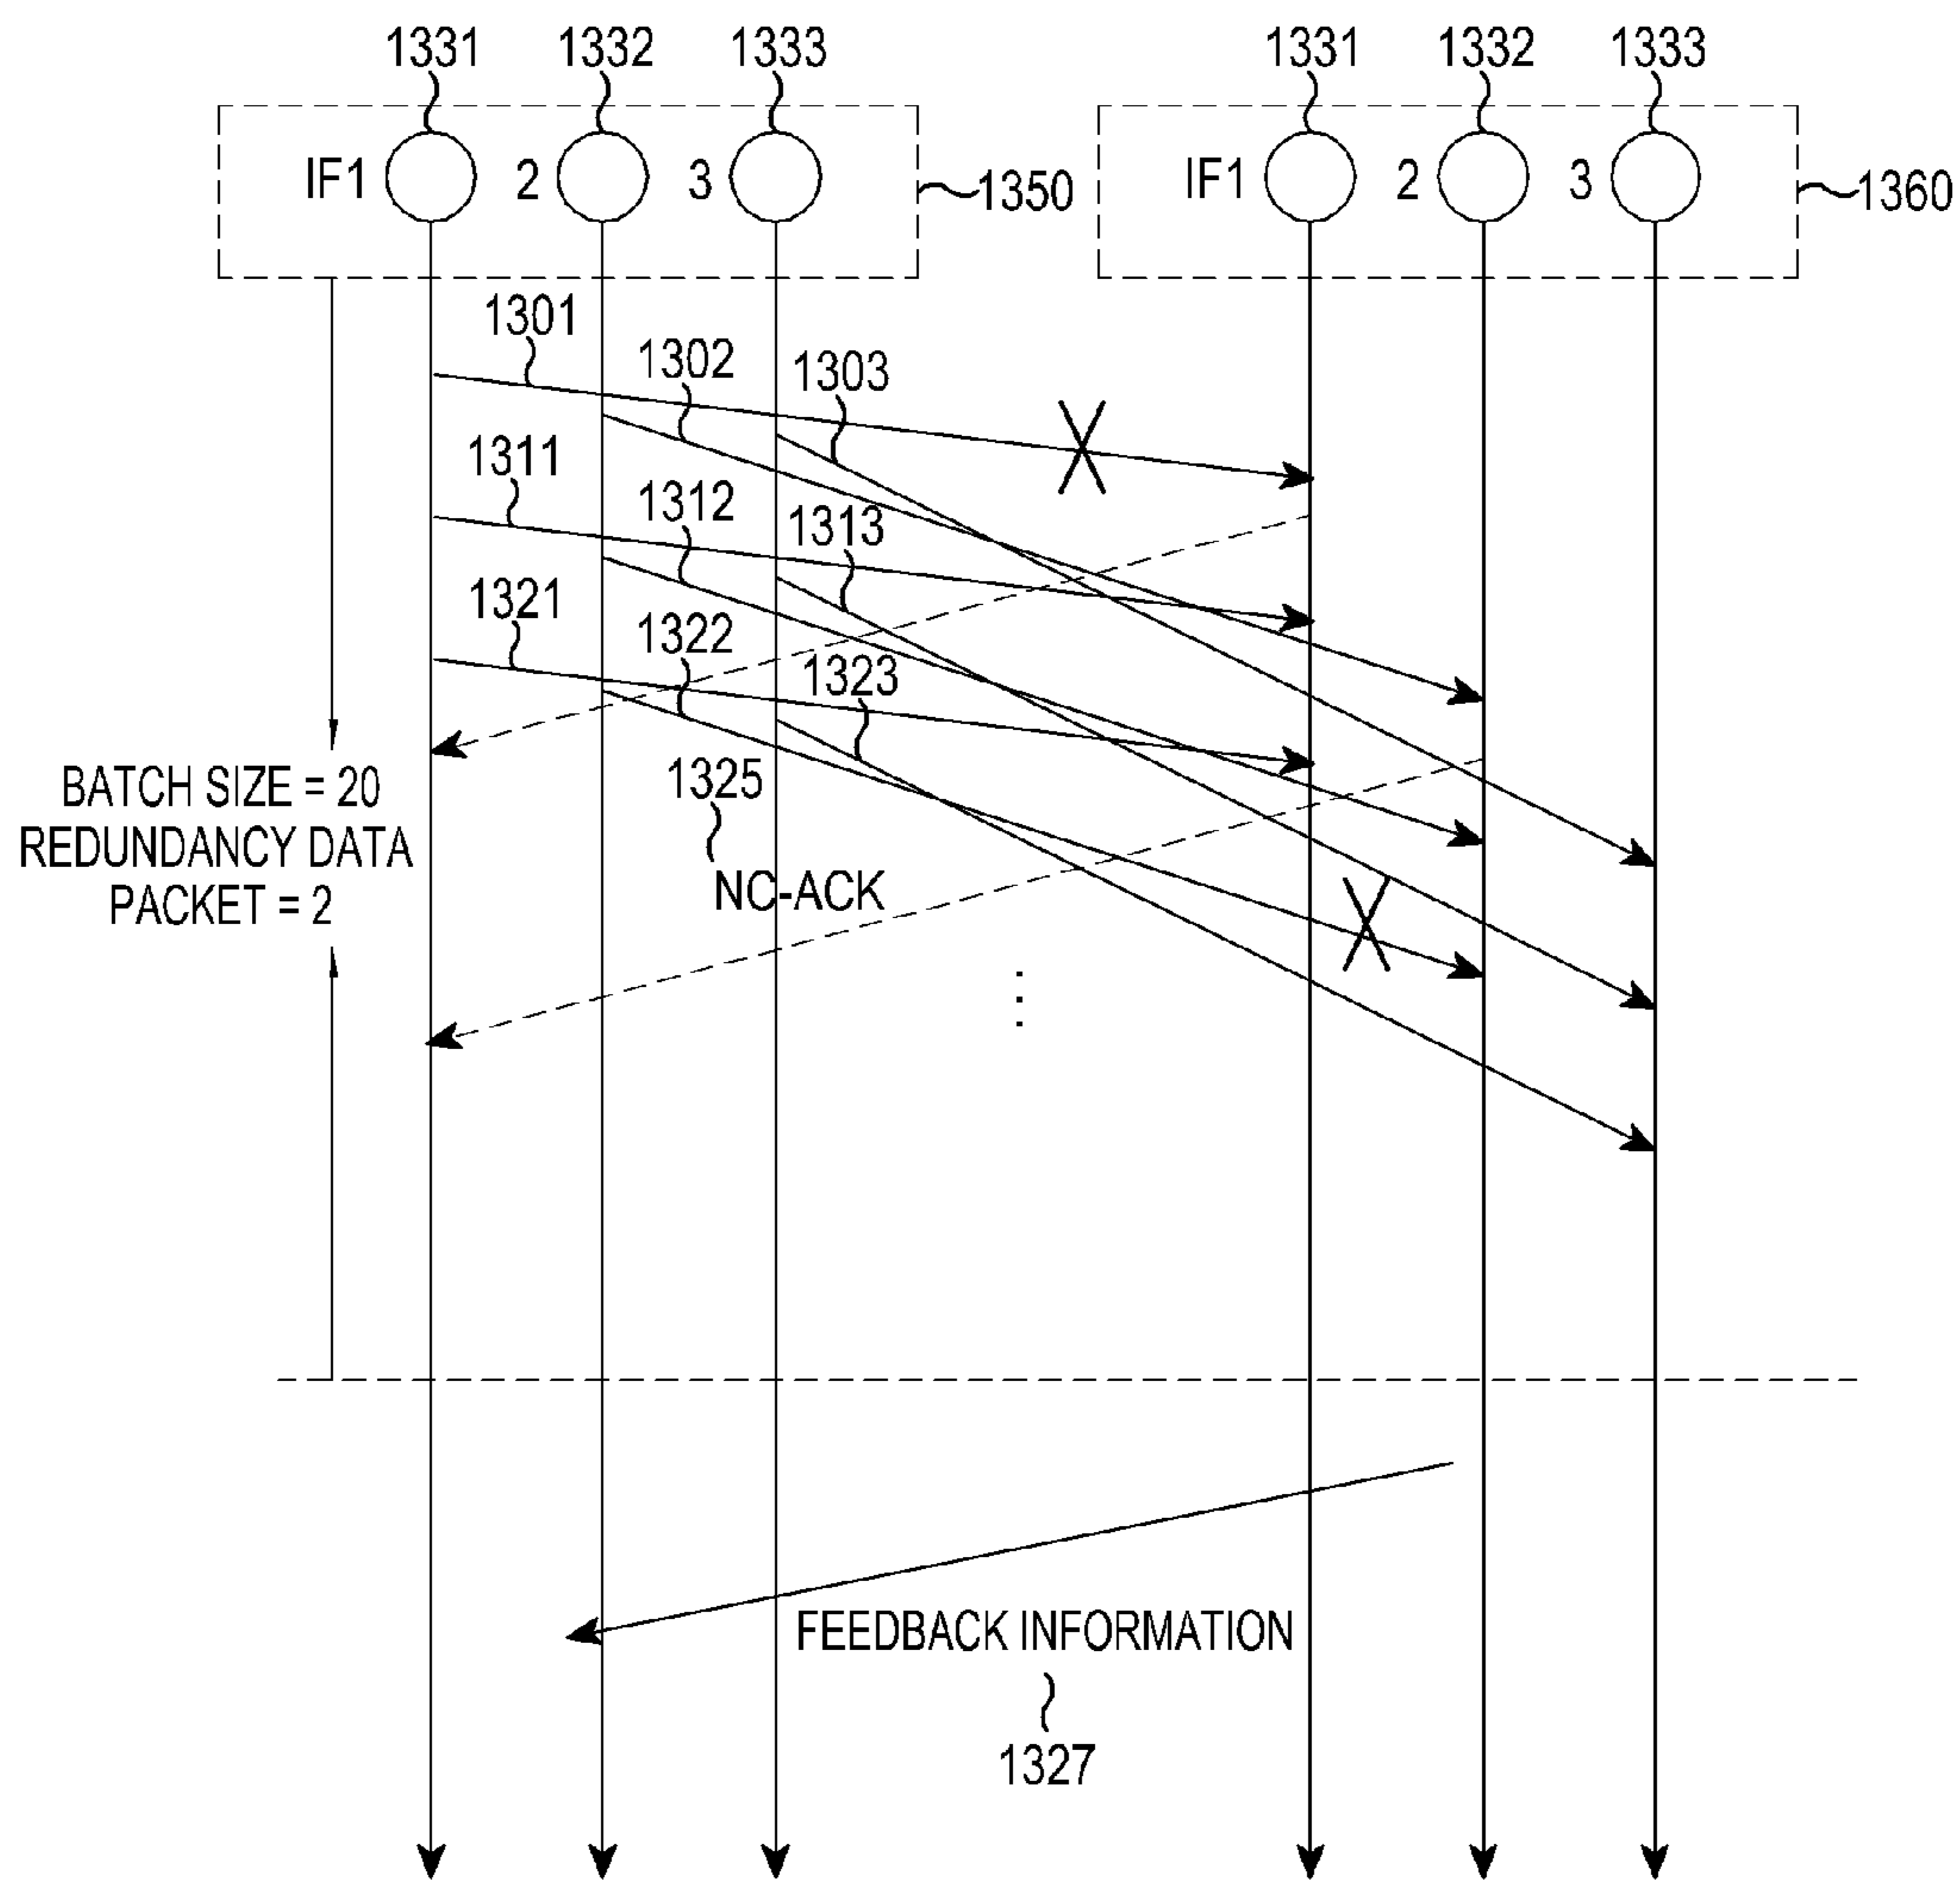 1331 1332 1333 1331 1332 1333
IF1 2 3 1350 IF1 2 3 1360
1301
1302
1303
1311
1312
1313
1321
1322
1323
1325
NC-ACK
BATCH SIZE = 20
REDUNDANCY DATA
PACKET = 2
FEEDBACK INFORMATION
1327